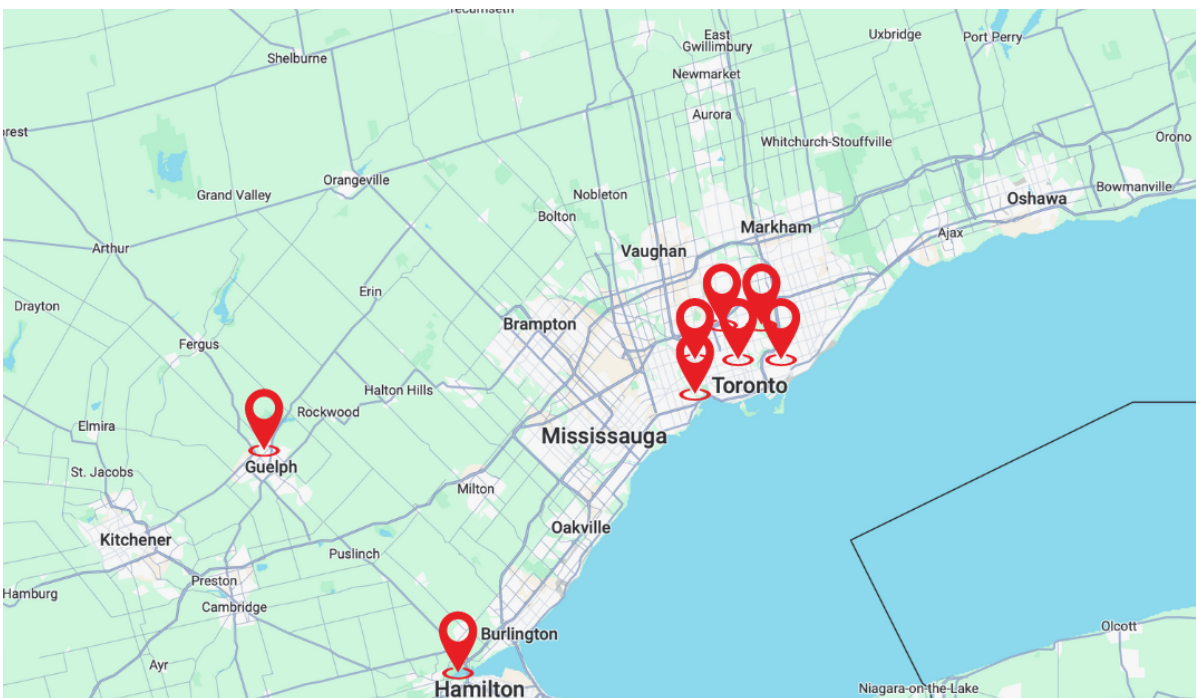 Tecumseth
East
Gwillimbury
Uxbridge
Port Perry
Shelburne
Newmarket
Aurora
orest
Whitchurch-Stouffville
Orono
Orangeville
Grand Valley
Nobleton
Bowmanville
Oshawa
Bolton
Markham
Ajax
Arthur
Vaughan
Erin
Drayton
Brampton
Fergus
Toronto
Halton Hills
Rockwood
Elmira
Mississauga
Guelph
St. Jacobs
Milton
Oakville
Kitchener
Puslinch
Preston
Hamburg
Cambridge
Olcott
Burlington
Ayr
Hamilton
Niagara-on-the-Lake